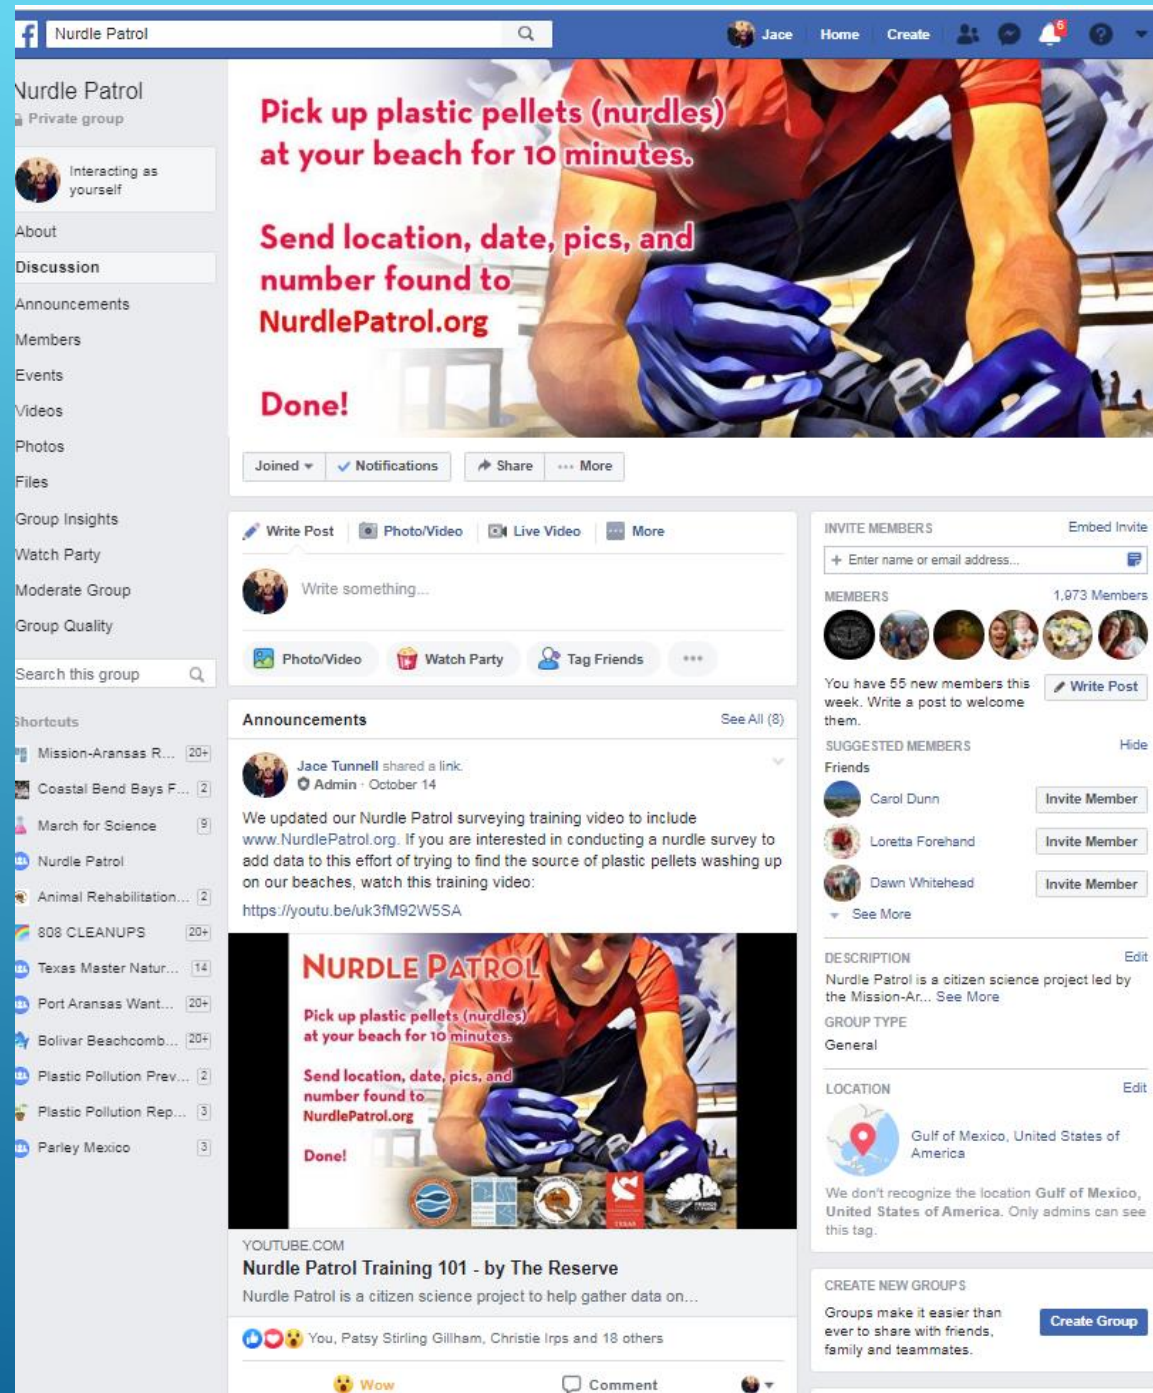 Nurdle Patrol
Jace
Home
Create
6
Nurdle Patrol
Private group
Interacting as
yourself
About
Discussion
Announcements
Members
Events
Videos
Photos
Files
Group Insights
Watch Party
Moderate Group
Group Quality
Search this group
Shortcuts
Mission-Aransas R... 20+
Coastal Bend Bays F... 2
March for Science 9
Nurdle Patrol
Animal Rehabilitation... 2
808 CLEANUPS 20+
Texas Master Natur... 14
Port Aransas Want... 20+
Bolivar Beachcomb... 20+
Plastic Pollution Prev... 2
Plastic Pollution Rep... 3
Parley Mexico 3
Pick up plastic pellets (nurdles)
at your beach for 10 minutes.
Send location, date, pics, and
number found to
NurdlePatrol.org
Done!
Joined
Notifications
Share
More
Write Post
Photo/Video
Live Video
More
Write something...
Photo/Video
Watch Party
Tag Friends
Announcements
See All (8)
Jace Tunnell shared a link.
Admin · October 14
We updated our Nurdle Patrol surveying training video to include
www.NurdlePatrol.org. If you are interested in conducting a nurdle survey to
add data to this effort of trying to find the source of plastic pellets washing up
on our beaches, watch this training video:
https://youtu.be/uk3fM92W5SA
NURDLE PATROL
Pick up plastic pellets (nurdles)
at your beach for 10 minutes.
Send location, date, pics, and
number found to
NurdlePatrol.org
Done!
TEXAS
YOUTUBE.COM
Nurdle Patrol Training 101 - by The Reserve
Nurdle Patrol is a citizen science project to help gather data on...
You, Patsy Stirling Gillham, Christie Irps and 18 others
Wow
Comment
INVITE MEMBERS
Embed Invite
+ Enter name or email address...
MEMBERS
1,973 Members
You have 55 new members this
week. Write a post to welcome
them.
Write Post
SUGGESTED MEMBERS
Hide
Friends
Carol Dunn
Invite Member
Loretta Forehand
Invite Member
Dawn Whitehead
Invite Member
See More
DESCRIPTION
Edit
Nurdle Patrol is a citizen science project led by
the Mission-Ar... See More
GROUP TYPE
General
LOCATION
Edit
Gulf of Mexico, United States of
America
We don't recognize the location Gulf of Mexico,
United States of America. Only admins can see
this tag.
CREATE NEW GROUPS
Groups make it easier than
ever to share with friends,
family and teammates.
Create Group